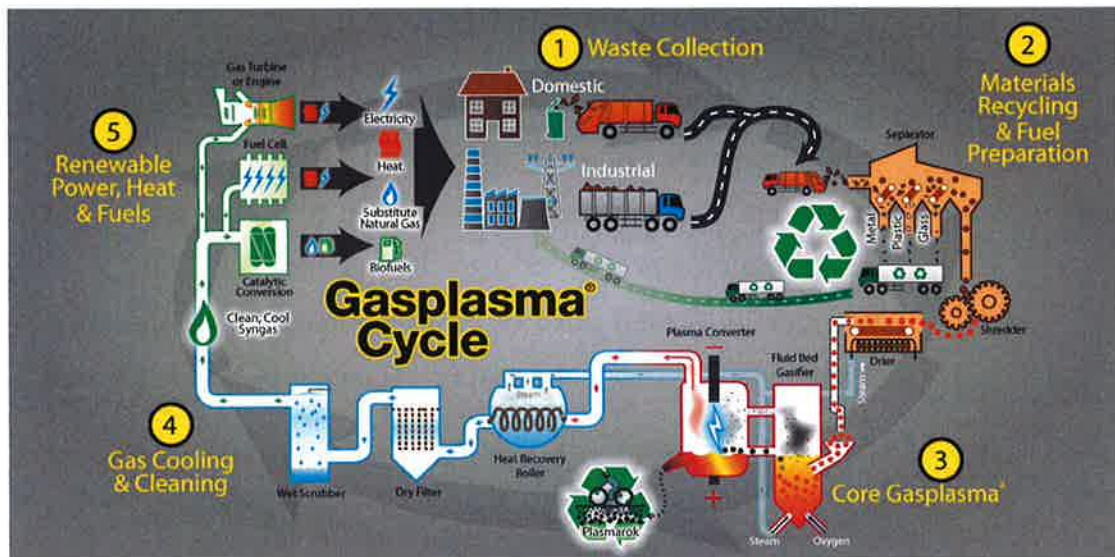 1 Waste Collection
Domestic
Industrial
2
Materials
Recycling
& Fuel
Preparation
Separator
Metal
Plastic
Glass
Shredder
Drier
Steam
3
Core Gasplasma
Fluid Bed
Gasifier
Plasma Converter
Steam
Oxygen
Plasmarok
4
Gas Cooling
& Cleaning
Heat Recovery
Boiler
Steam
Dry Filter
Wet Scrubber
Clean, Cool
Syngas
5
Renewable
Power, Heat
& Fuels
Gas Turbine
or Engine
Fuel Cell
Catalytic
Conversion
Electricity
Heat
Substitute
Natural Gas
Biofuels
Gasplasma®
Cycle